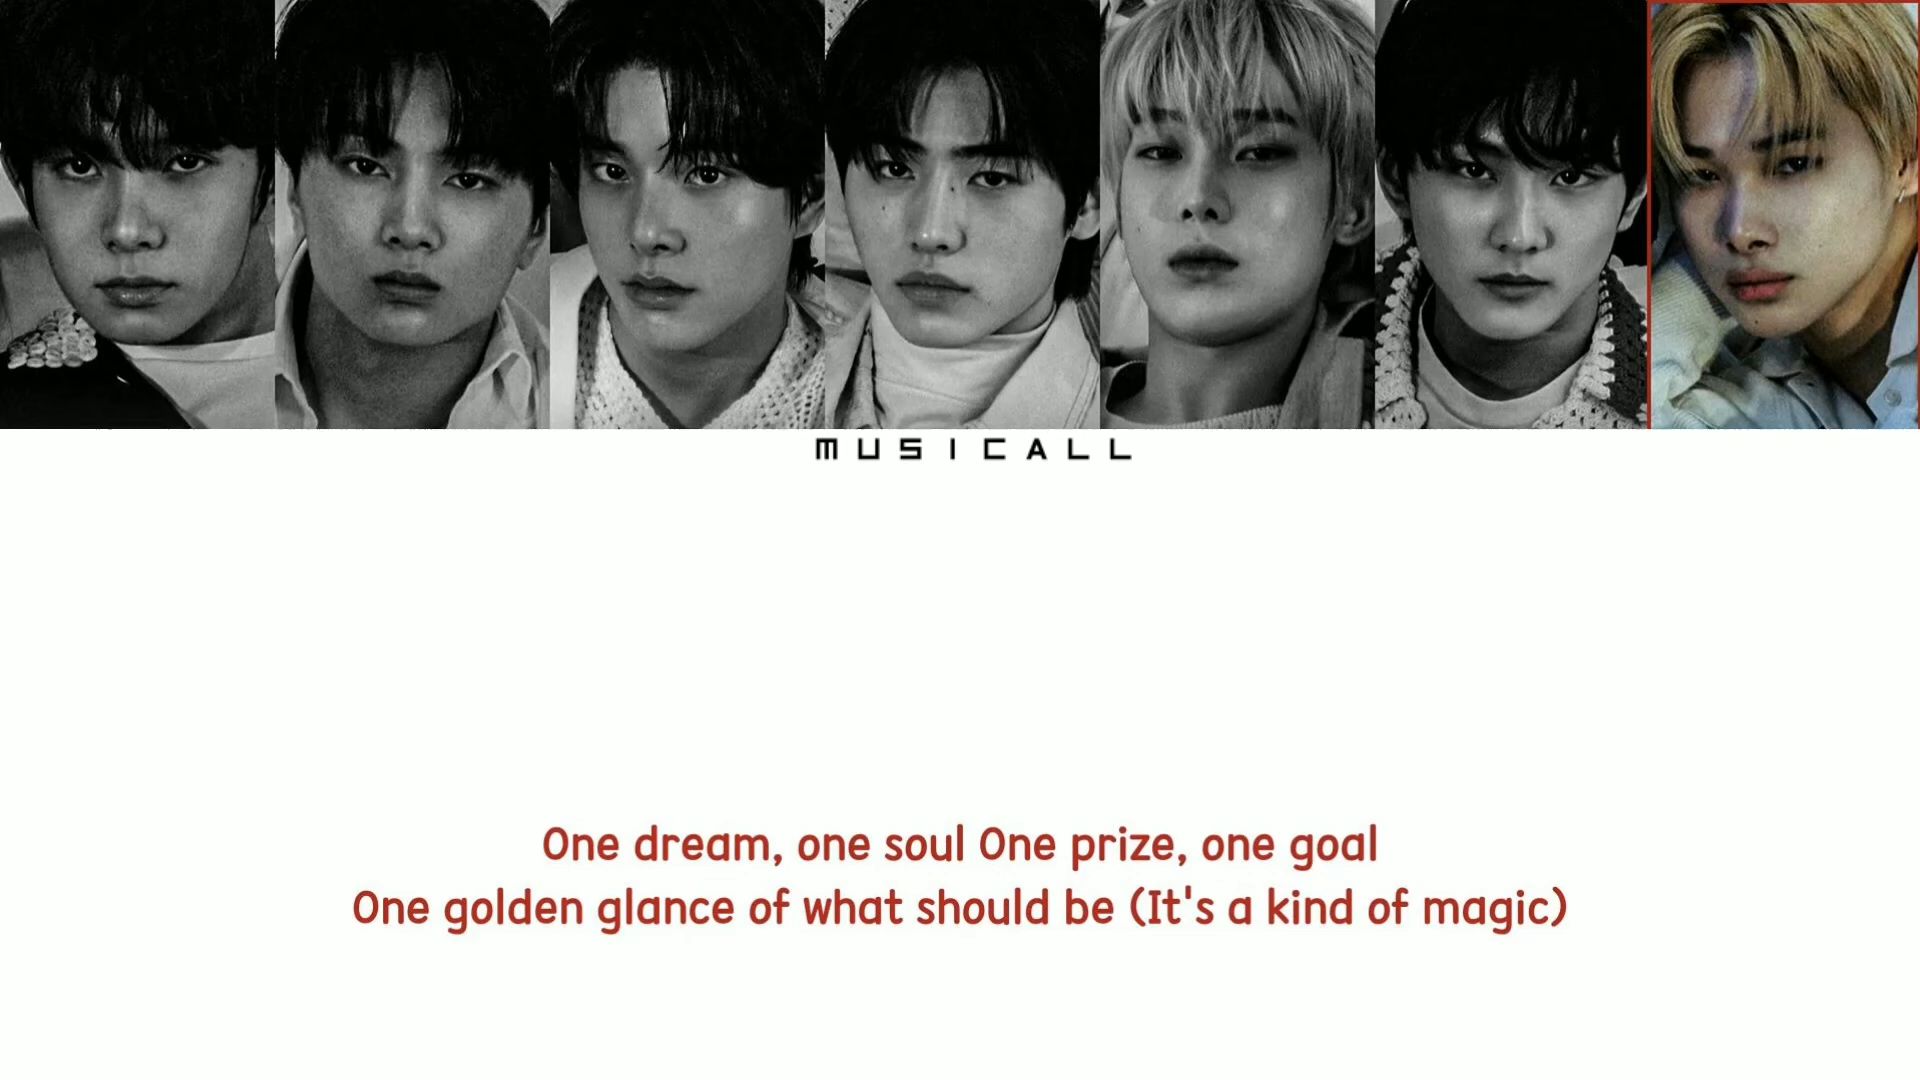 MUSICALL
One dream, one soul One prize, one goal
One golden glance of what should be (It's a kind of magic)